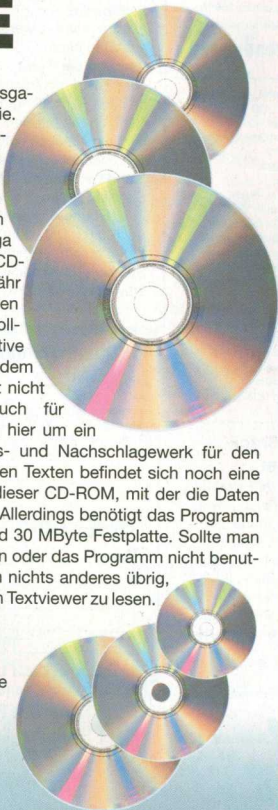 sga-
ie.
-
n
ga
CD-
ähr
en
oll-
tive
dem
t nicht
uch für
hier um ein
s- und Nachschlagewerk für den
en Texten befindet sich noch eine
dieser CD-ROM, mit der die Daten
Allerdings benötigt das Programm
d 30 MByte Festplatte. Sollte man
n oder das Programm nicht benut-
n nichts anderes übrig,
n Textviewer zu lesen.
e